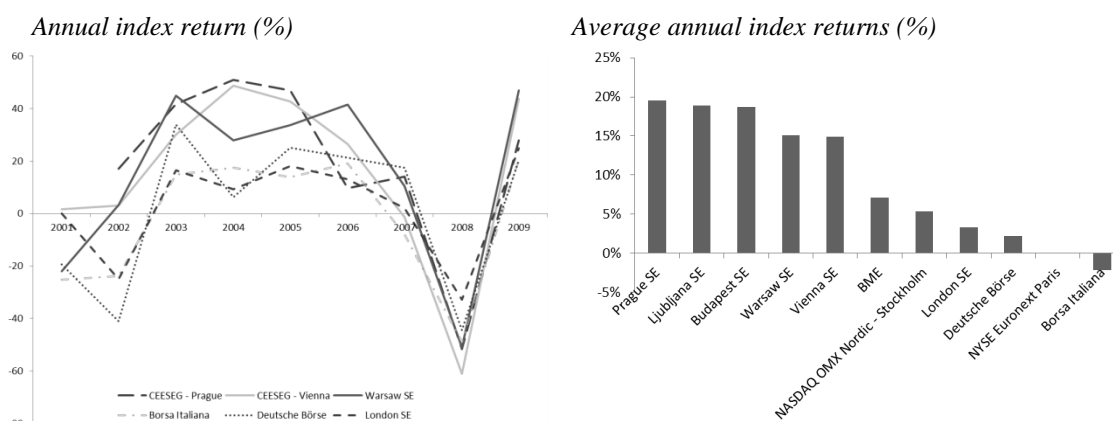 Annual index return (%)
60
40
20
0
-20
-40
-60
2001 2002 2003 2004 2005 2006 2007 2008 2009
CEESEG - Prague CEESEG - Vienna Warsaw SE
Borsa Italiana Deutsche Börse London SE
Average annual index returns (%)
25%
20%
15%
10%
5%
0%
-5%
Prague SE
Ljubljana SE
Budapest SE
Warsaw SE
Vienna SE
BME
NASDAQ OMX Nordic - Stockholm
London SE
Deutsche Börse
NYSE Euronext Paris
Borsa Italiana